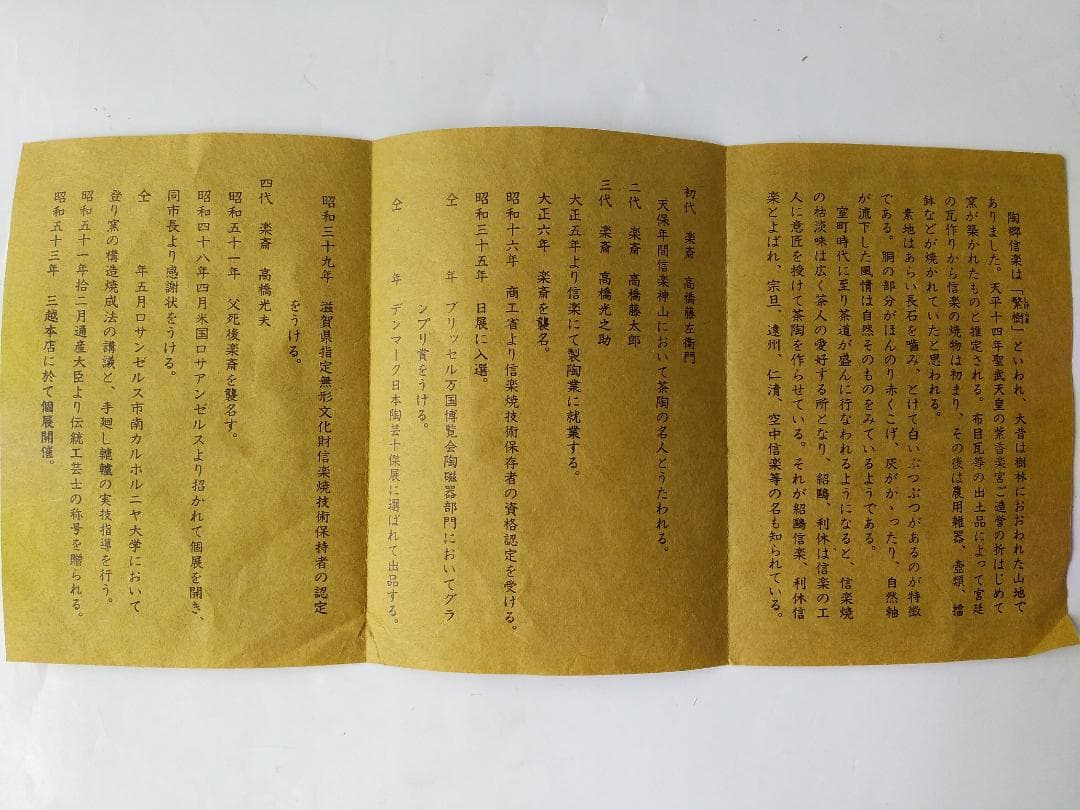 陶郷信楽は「繁樹」といわれ、大昔は樹林におおわれた山地で
ありました。天平十四年聖武天皇の紫香楽宮ご造営の折はじめて
窯が築かれたものと推定される。布目瓦等の出土品によって宮廷
の瓦作りから信楽の焼物は初まり、その後は農用雑器、壺類、擂
鉢などが焼かれていたと思われる。
素地はあらい長石を噛み、とけて白いぶつぶつがあるのが特徴
である。胴の部分がほんのり赤くこげ、灰がかゝったり、自然釉
が流下した風情は自然そのものをみているようである。
室町時代に至り茶道が盛んに行なわれるようになると、信楽焼
の枯淡味は広く茶人の愛好する所となり、紹鷗、利休は信楽の工
人に意匠を授けて茶陶を作らせている。それが紹鷗信楽、利休信
楽とよばれ、宗旦、遠州、仁清、空中信楽等の名も知られている。
初代 楽斎 高橋藤左衛門
天保年間信楽神山において茶陶の名人とうたわれる。
二代 楽斎 高橋藤太郎
三代 楽斎 高橋光之助
大正五年より信楽にて製陶業に就業する。
大正六年 楽斎を襲名。
昭和十六年 商工省より信楽焼技術保存者の資格認定を受ける。
昭和三十五年 日展に入選。
仝 年 ブリッセル万国博覧会陶磁器部門においてグラ
ンプリ賞をうける。
仝 年 デンマーク日本陶芸十傑展に選ばれて出品する。
昭和三十九年 滋賀県指定無形文化財信楽焼技術保持者の認定
をうける。
四代 楽斎 高橋光夫
昭和五十一年 父死後楽斎を襲名す。
昭和四十八年四月米国ロサアンゼルスより招かれて個展を開き、
同市長より感謝状をうける。
仝 年五月ロサンゼルス市南カルホルニヤ大学において
登り窯の構造焼成法の講議と、手廻し轆轤の実技指導を行う。
昭和五十一年拾二月通産大臣より伝統工芸士の称号を贈られる。
昭和五十三年 三越本店に於て個展開催。